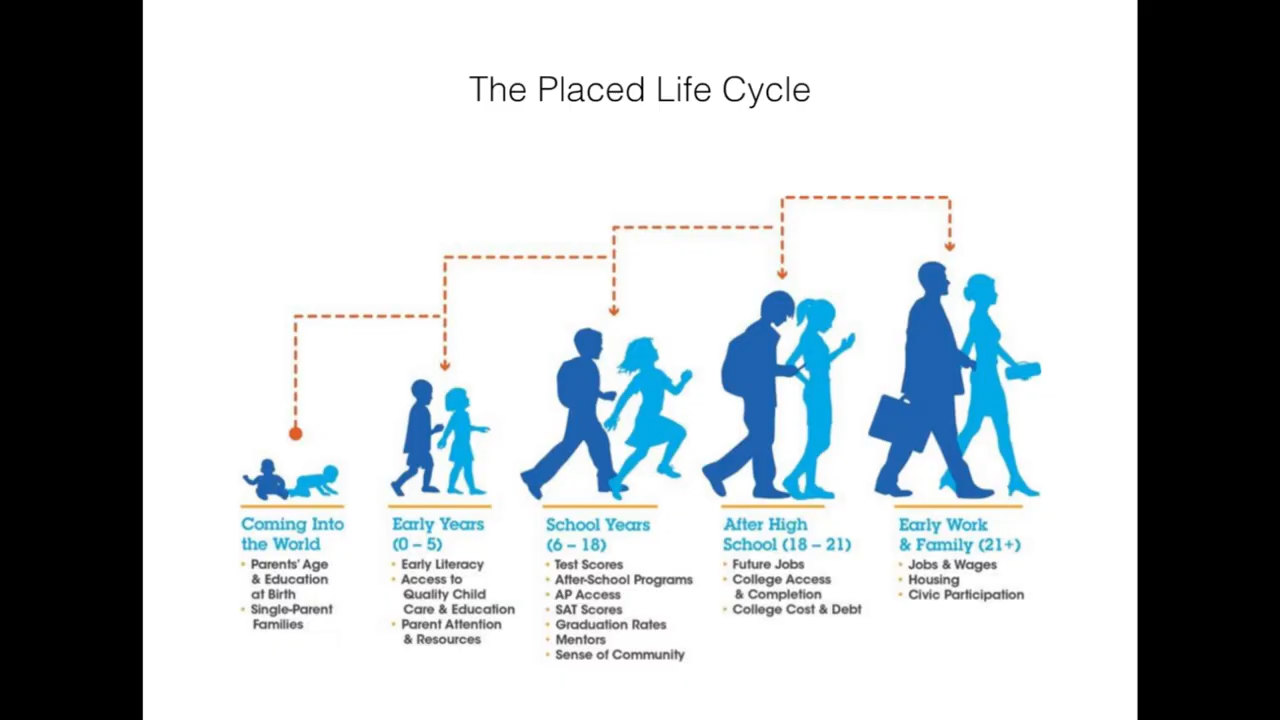 The Placed Life Cycle
Coming Into
the World
• Parents' Age
& Education
at Birth
• Single-Parent
Families
Early Years
(0 – 5)
• Early Literacy
• Access to
Quality Child
Care & Education
• Parent Attention
& Resources
School Years
(6 – 18)
• Test Scores
• After-School Programs
• AP Access
• SAT Scores
• Graduation Rates
• Mentors
• Sense of Community
After High
School (18 – 21)
• Future Jobs
• College Access
& Completion
• College Cost & Debt
Early Work
& Family (21+)
• Jobs & Wages
• Housing
• Civic Participation